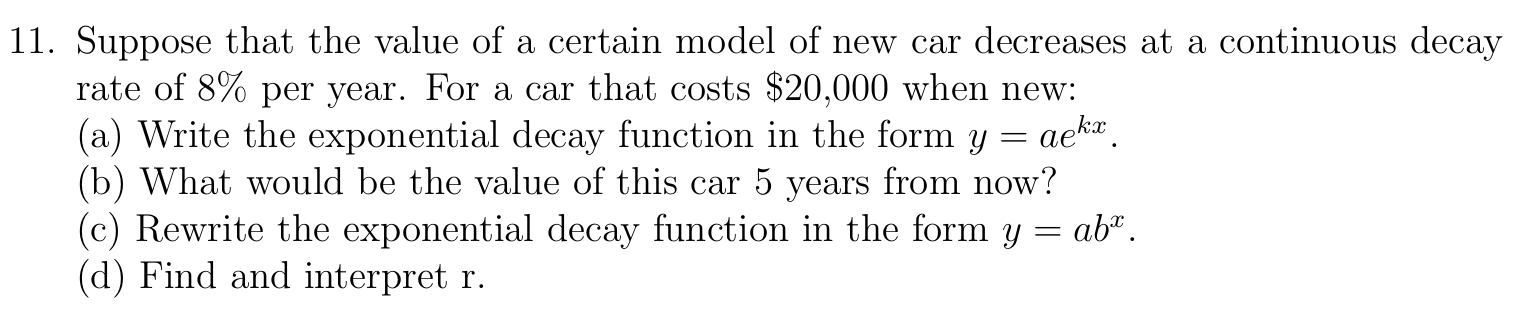 11. Suppose that the value of a certain model of new car decreases at a continuous decay
rate of 8% per year. For a car that costs $20,000 when new:
(a) Write the exponential decay function in the form $y = ae^{kx}$.
(b) What would be the value of this car 5 years from now?
(c) Rewrite the exponential decay function in the form $y = ab^x$.
(d) Find and interpret r.